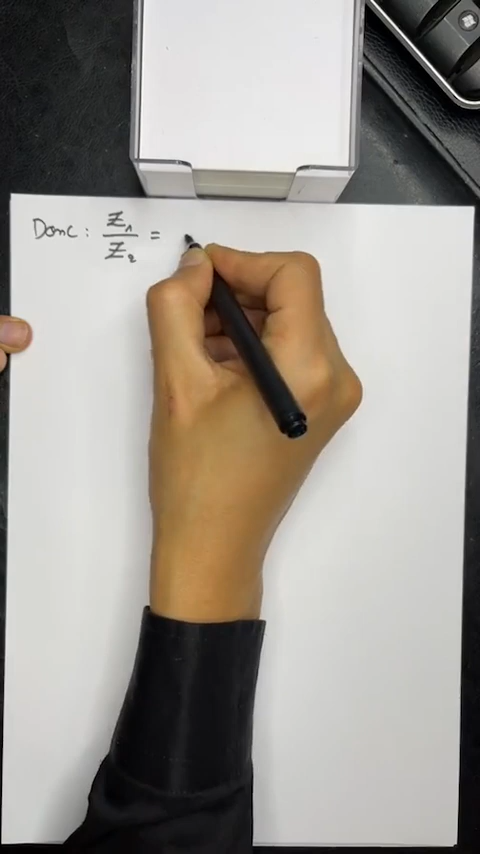 Donc : Z₁/Z₂ =